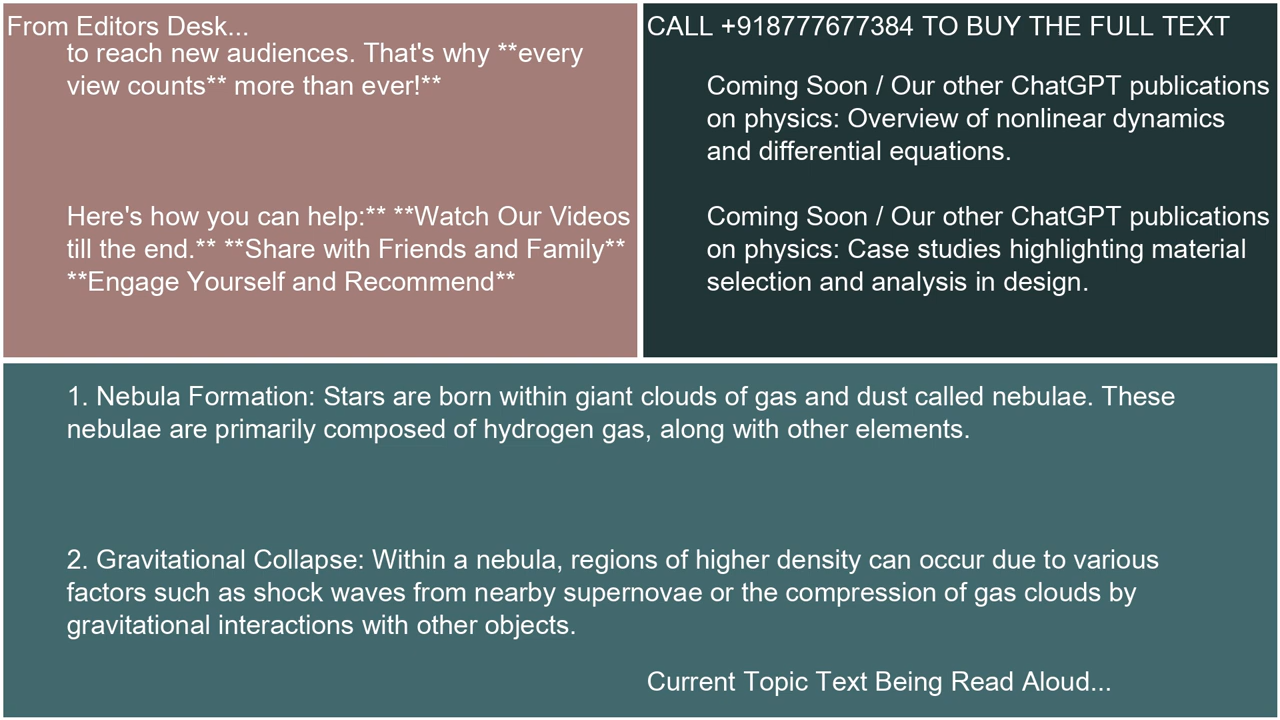 From Editors Desk...
to reach new audiences. That's why **every
view counts** more than ever!**
Here's how you can help:** **Watch Our Videos
till the end.** **Share with Friends and Family**
**Engage Yourself and Recommend**
CALL +918777677384 TO BUY THE FULL TEXT
Coming Soon / Our other ChatGPT publications
on physics: Overview of nonlinear dynamics
and differential equations.
Coming Soon / Our other ChatGPT publications
on physics: Case studies highlighting material
selection and analysis in design.
1. Nebula Formation: Stars are born within giant clouds of gas and dust called nebulae. These
nebulae are primarily composed of hydrogen gas, along with other elements.
2. Gravitational Collapse: Within a nebula, regions of higher density can occur due to various
factors such as shock waves from nearby supernovae or the compression of gas clouds by
gravitational interactions with other objects.
Current Topic Text Being Read Aloud...